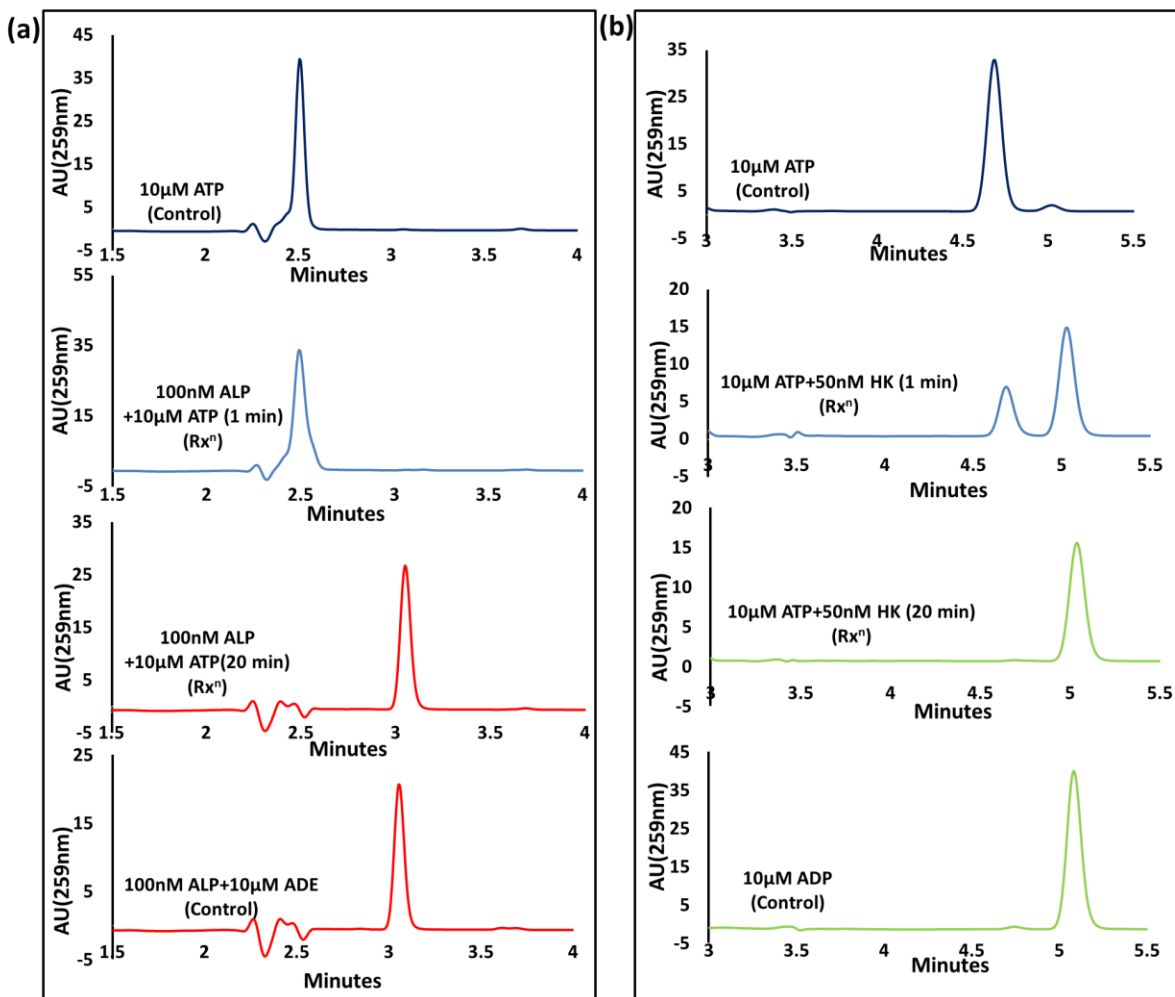 (a)
AU(259nm)
45
35
25
15
5
-5
10µM ATP
(Control)
1.5 2 2.5 3 3.5 4
Minutes
AU(259nm)
55
35
15
-5
100nM ALP
+10µM ATP (1 min)
(Rxⁿ)
1.5 2 2.5 3 3.5 4
Minutes
AU(259nm)
35
25
15
5
-5
100nM ALP
+10µM ATP(20 min)
(Rxⁿ)
1.5 2 2.5 3 3.5 4
Minutes
AU(259nm)
25
15
5
-5
100nM ALP+10µM ADE
(Control)
1.5 2 2.5 3 3.5 4
Minutes
(b)
AU(259nm)
35
25
15
5
-5
10µM ATP
(Control)
3 3.5 4 4.5 5 5.5
Minutes
AU(259nm)
20
15
10
5
0
-5
10µM ATP+50nM HK (1 min)
(Rxⁿ)
3 3.5 4 4.5 5 5.5
Minutes
AU(259nm)
20
15
10
5
0
-5
10µM ATP+50nM HK (20 min)
(Rxⁿ)
3 3.5 4 4.5 5 5.5
Minutes
AU(259nm)
45
35
25
15
5
-5
10µM ADP
(Control)
3 3.5 4 4.5 5 5.5
Minutes